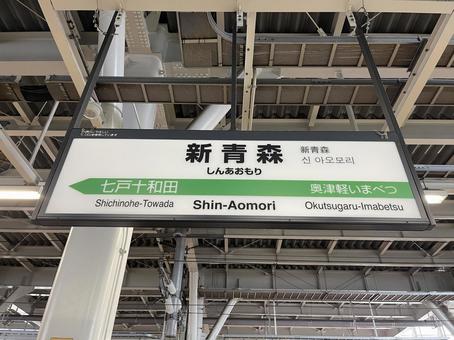 新青森
しんあおもり
新青森
신 아오모리
七戸十和田
Shichinohe-Towada
Shin-Aomori
奥津軽いまべつ
Okutsugaru-Imabetsu